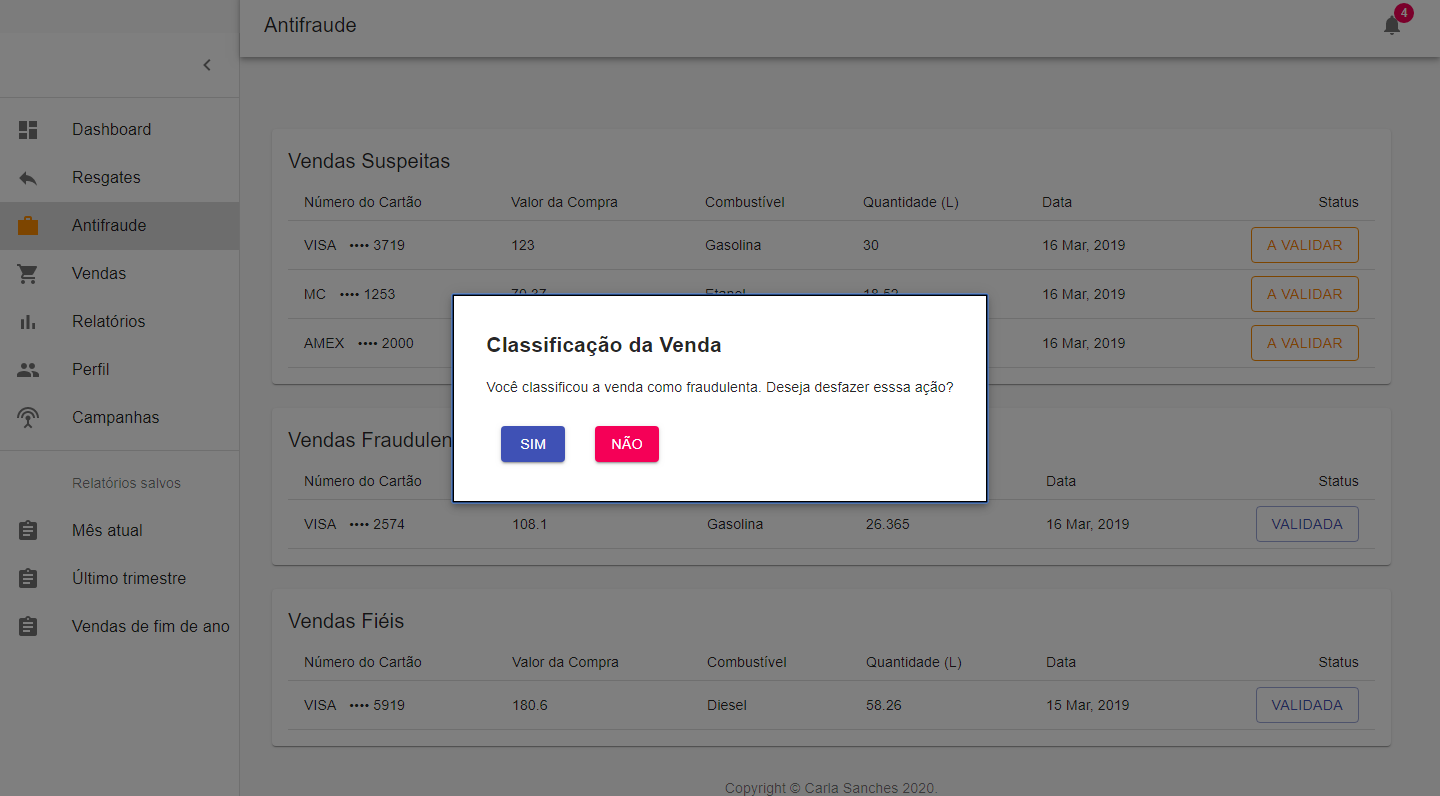 Antifraude
4
Dashboard
Resgates
Antifraude
Vendas
Relatórios
Perfil
Campanhas
Relatórios salvos
Mês atual
Último trimestre
Vendas de fim de ano
Vendas Suspeitas
Número do Cartão Valor da Compra Combustível Quantidade (L) Data Status
VISA •••• 3719 123 Gasolina 30 16 Mar, 2019 A VALIDAR
MC •••• 1253 70.37 Etanol 18.52 16 Mar, 2019 A VALIDAR
AMEX •••• 2000 16 Mar, 2019 A VALIDAR
Classificação da Venda
Você classificou a venda como fraudulenta. Deseja desfazer esssa ação?
SIM NÃO
Vendas Fraudulen
Número do Cartão Data Status
VISA •••• 2574 108.1 Gasolina 26.365 16 Mar, 2019 VALIDADA
Vendas Fiéis
Número do Cartão Valor da Compra Combustível Quantidade (L) Data Status
VISA •••• 5919 180.6 Diesel 58.26 15 Mar, 2019 VALIDADA
Copyright © Carla Sanches 2020.